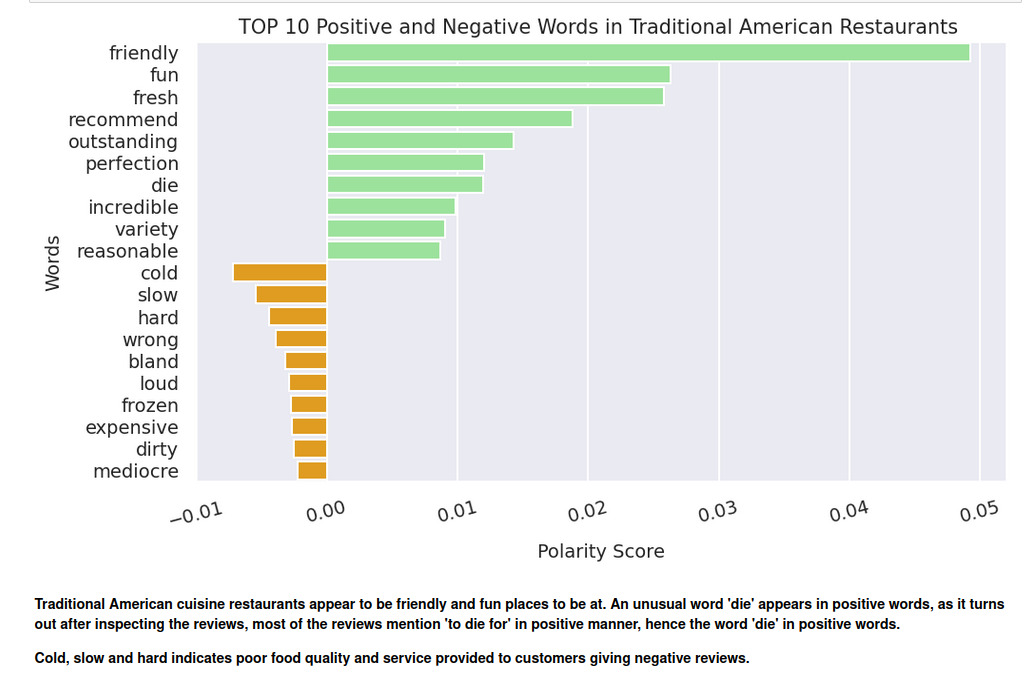 TOP 10 Positive and Negative Words in Traditional American Restaurants
friendly
fun
fresh
recommend
outstanding
perfection
die
incredible
variety
reasonable
cold
slow
hard
wrong
bland
loud
frozen
expensive
dirty
mediocre
Words
−0.01 0.00 0.01 0.02 0.03 0.04 0.05
Polarity Score
Traditional American cuisine restaurants appear to be friendly and fun places to be at. An unusual word 'die' appears in positive words, as it turns
out after inspecting the reviews, most of the reviews mention 'to die for' in positive manner, hence the word 'die' in positive words.
Cold, slow and hard indicates poor food quality and service provided to customers giving negative reviews.